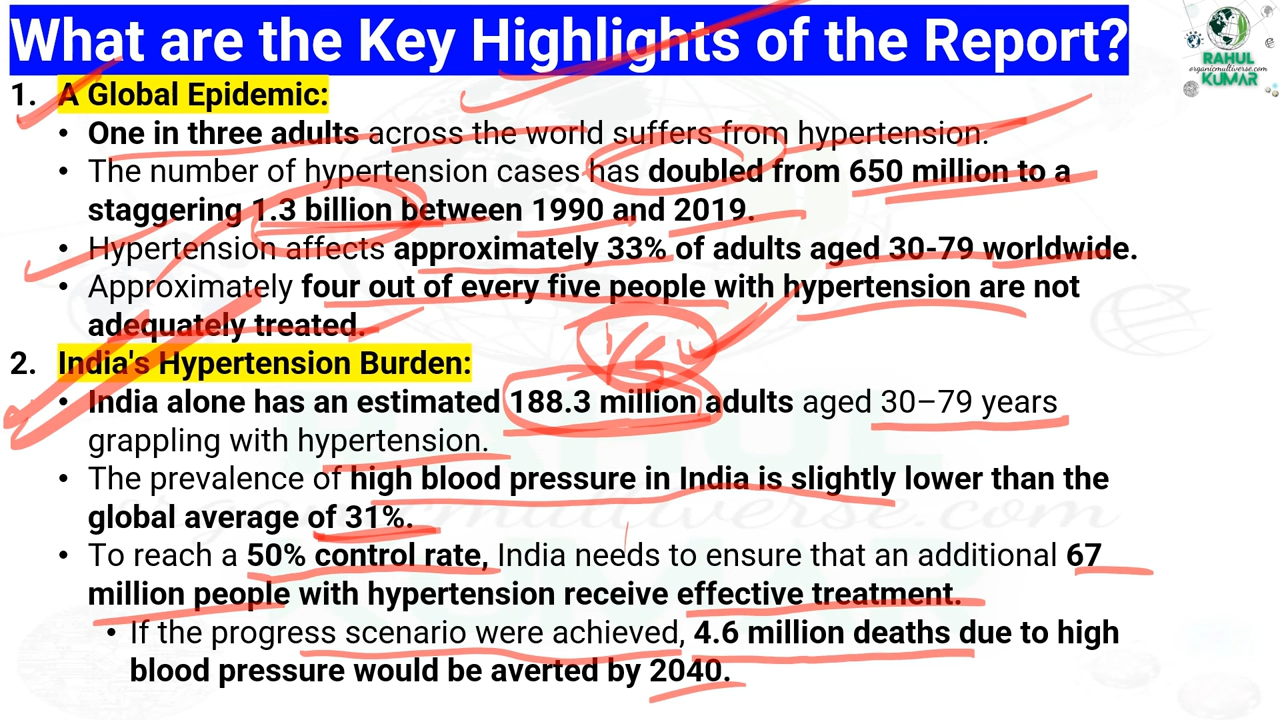 What are the Key Highlights of the Report?
RAHUL
organicmultiverse.com
KUMAR
1. A Global Epidemic:
• One in three adults across the world suffers from hypertension.
• The number of hypertension cases has doubled from 650 million to a
staggering 1.3 billion between 1990 and 2019.
• Hypertension affects approximately 33% of adults aged 30-79 worldwide.
• Approximately four out of every five people with hypertension are not
adequately treated.
1/5
2. India's Hypertension Burden:
• India alone has an estimated 188.3 million adults aged 30–79 years
grappling with hypertension.
• The prevalence of high blood pressure in India is slightly lower than the
global average of 31%.
• To reach a 50% control rate, India needs to ensure that an additional 67
million people with hypertension receive effective treatment.
• If the progress scenario were achieved, 4.6 million deaths due to high
blood pressure would be averted by 2040.